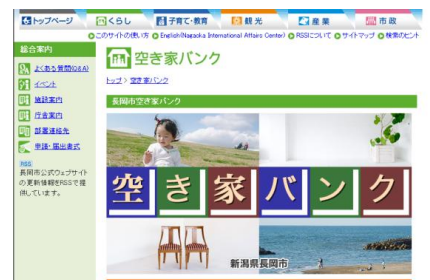 トップページ
くらし
子育て・教育
観光
産業
市政
このサイトの使い方 English(Nagaoka International Affairs Center) RSSについて サイトマップ 検索のヒント
総合案内
よくある質問(Q&A)
イベント
施設案内
庁舎案内
部署連絡先
申請・届出書式
RSS
長岡市公式ウェブサイト
の更新情報をRSSで提
供しています。
空き家バンク
トップ > 空き家バンク
長岡市空き家バンク
空き家バンク
新潟県長岡市